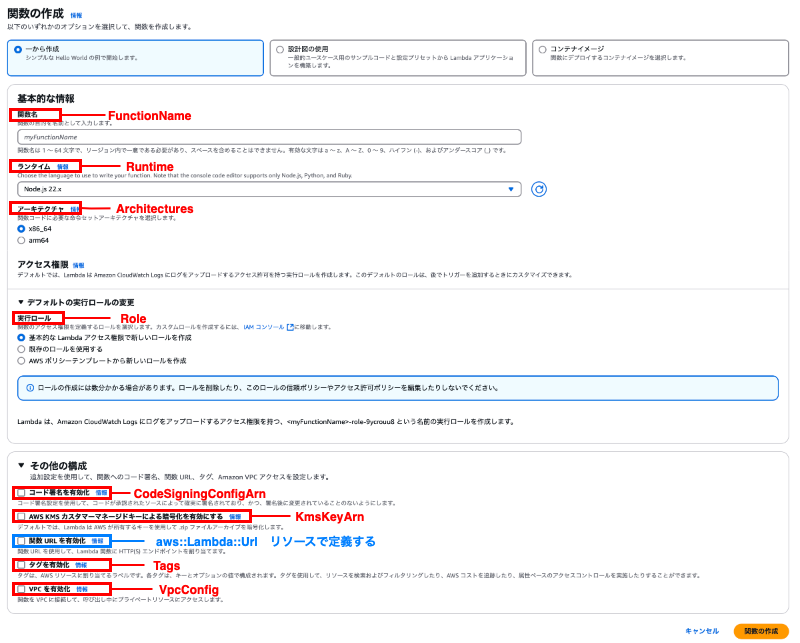 関数の作成 情報
以下のいずれかのオプションを選択して、関数を作成します。
一から作成
シンプルな Hello World の例で開始します。
設計図の使用
一般的ユースケース用のサンプルコードと設定プリセットから Lambda アプリケーションを構築します。
コンテナイメージ
関数にデプロイするコンテナイメージを選択します。
基本的な情報
関数名
FunctionName
関数の目的を名前として入力します。
myFunctionName
関数名は 1 ～ 64 文字で、リージョン内で一意である必要があり、スペースを含めることはできません。有効な文字は a ～ z、A ～ Z、0 ～ 9、ハイフン (-)、およびアンダースコア (_) です。
ランタイム 情報
Runtime
Choose the language to use to write your function. Note that the console code editor supports only Node.js, Python, and Ruby.
Node.js 22.x
アーキテクチャ 情報
Architectures
関数コードに必要な命令セットアーキテクチャを選択します。
x86_64
arm64
アクセス権限 情報
デフォルトでは、Lambda は Amazon CloudWatch Logs にログをアップロードするアクセス許可を持つ実行ロールを作成します。このデフォルトのロールは、後でトリガーを追加するときにカスタマイズできます。
▼ デフォルトの実行ロールの変更
実行ロール
Role
関数のアクセス権限を定義するロールを選択します。カスタムロールを作成するには、IAM コンソール に移動します。
基本的な Lambda アクセス権限で新しいロールを作成
既存のロールを使用する
AWS ポリシーテンプレートから新しいロールを作成
ロールの作成には数分かかる場合があります。ロールを削除したり、このロールの信頼ポリシーやアクセス許可ポリシーを編集したりしないでください。
Lambda は、Amazon CloudWatch Logs にログをアップロードするアクセス権限を持つ、<myFunctionName>-role-9ycrouu8 という名前の実行ロールを作成します。
▼ その他の構成
追加設定を使用して、関数へのコード署名、関数 URL、タグ、Amazon VPC アクセスを設定します。
コード署名を有効化 情報
CodeSigningConfigArn
コード署名設定を使用して、コードが承認されたソースによって確実に署名されており、かつ、署名後に変更されていることのないようにします。
AWS KMS カスタマーマネージドキーによる暗号化を有効にする 情報
KmsKeyArn
デフォルトでは、Lambda は AWS が所有するキーを使用して .zip ファイルアーカイブを暗号化します。
関数 URL を有効化 情報
aws::Lambda::Url リソースで定義する
関数 URL を使用して、Lambda 関数に HTTP(S) エンドポイントを割り当てます。
タグを有効化 情報
Tags
タグは、AWS リソースに割り当てるラベルです。各タグは、キーとオプションの値で構成されます。タグを使用して、リソースを検索およびフィルタリングしたり、AWS コストを追跡したり、属性ベースのアクセスコントロールを実施したりすることができます。
VPC を有効化 情報
VpcConfig
関数を VPC に接続して、呼び出し中にプライベートリソースにアクセスします。
キャンセル
関数の作成